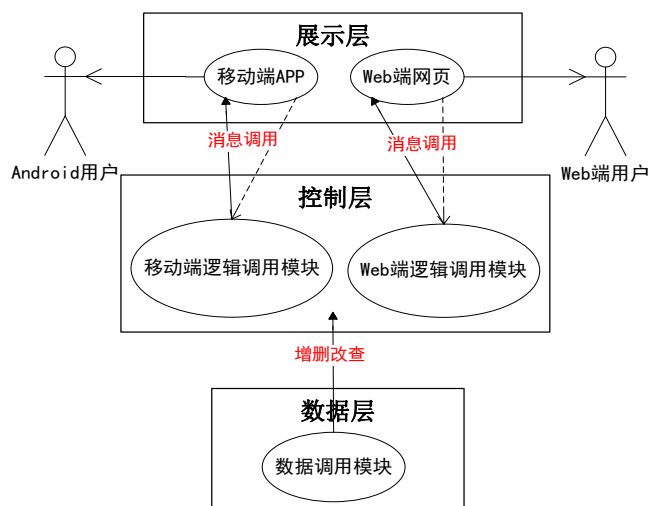 展示层
移动端APP
Web端网页
消息调用
消息调用
Android用户
Web端用户
控制层
移动端逻辑调用模块
Web端逻辑调用模块
增删改查
数据层
数据调用模块